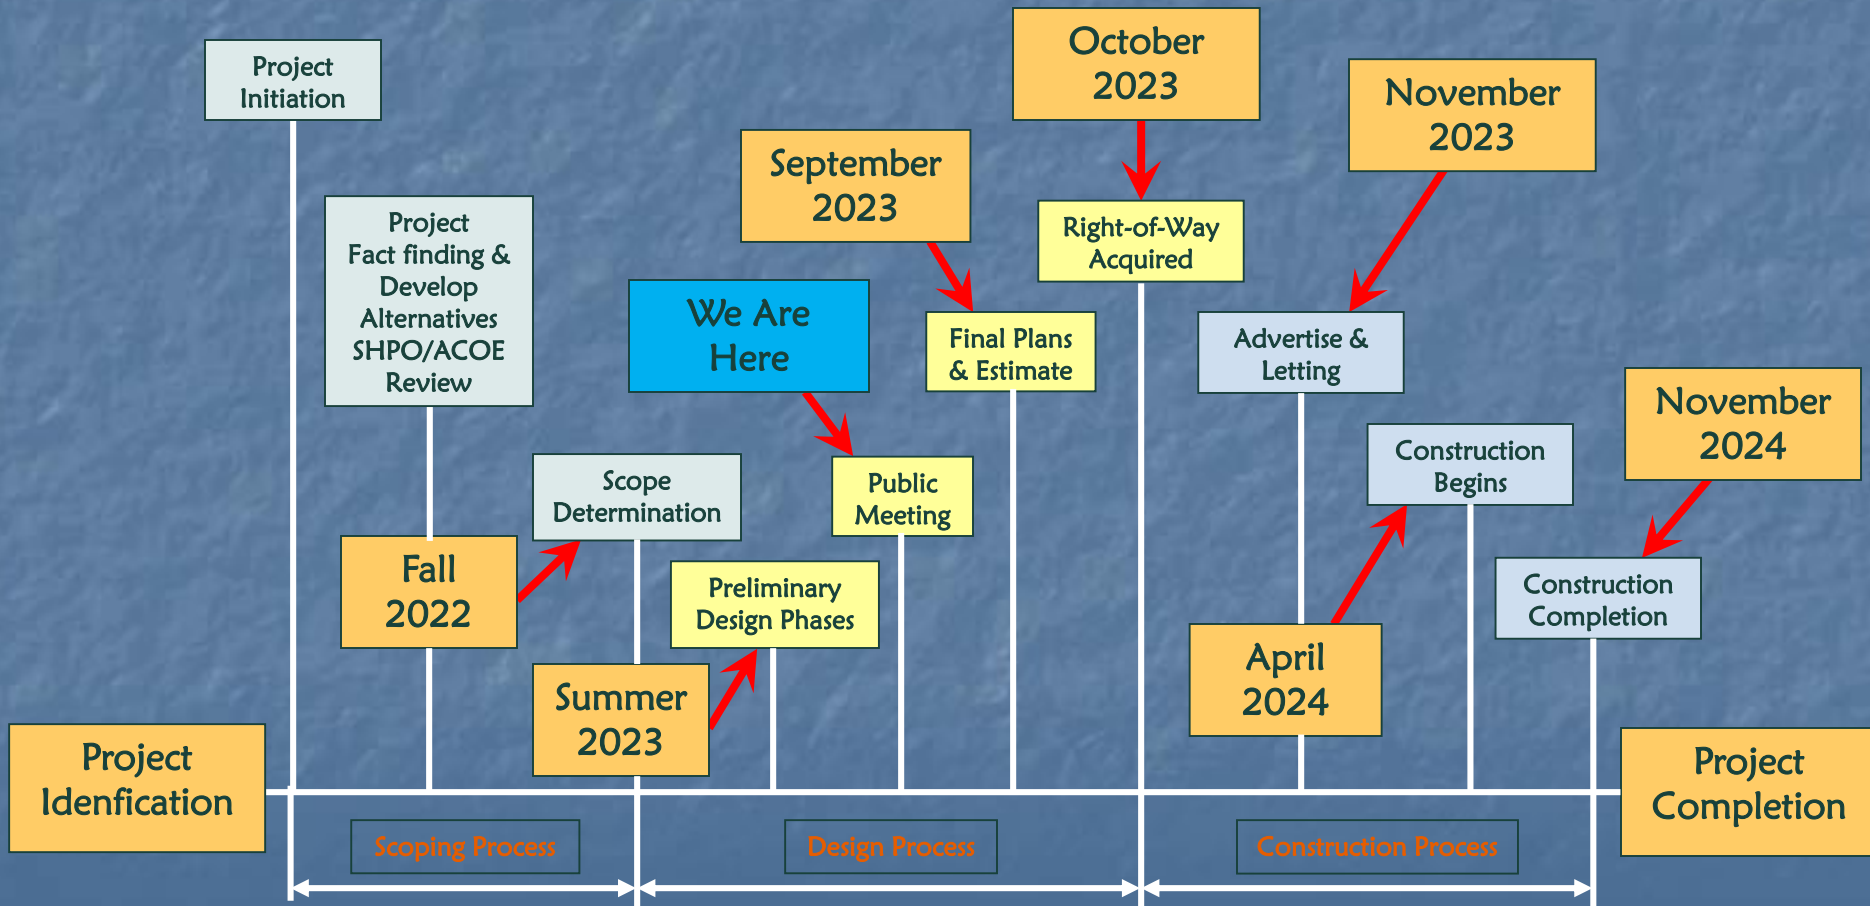 Project
Initiation
October
2023
November
2023
September
2023
Project
Fact finding &
Develop
Alternatives
SHPO/ACOE
Review
Right-of-Way
Acquired
We Are
Here
Final Plans
& Estimate
Advertise &
Letting
November
2024
Construction
Begins
Scope
Determination
Public
Meeting
Fall
2022
Preliminary
Design Phases
Construction
Completion
April
2024
Summer
2023
Project
Idenfication
Project
Completion
Scoping Process
Design Process
Construction Process